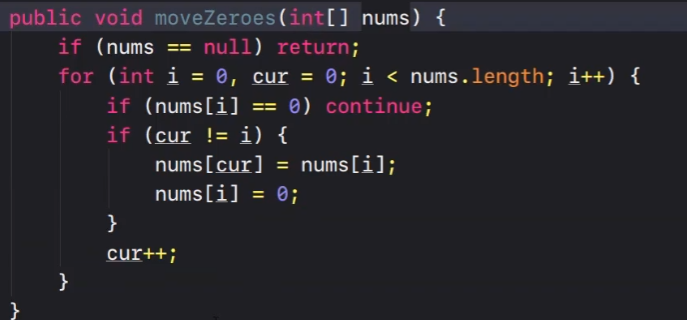 public void moveZeroes(int[] nums) {
    if (nums == null) return;
    for (int i = 0, cur = 0; i < nums.length; i++) {
        if (nums[i] == 0) continue;
        if (cur != i) {
            nums[cur] = nums[i];
            nums[i] = 0;
        }
        cur++;
    }
}